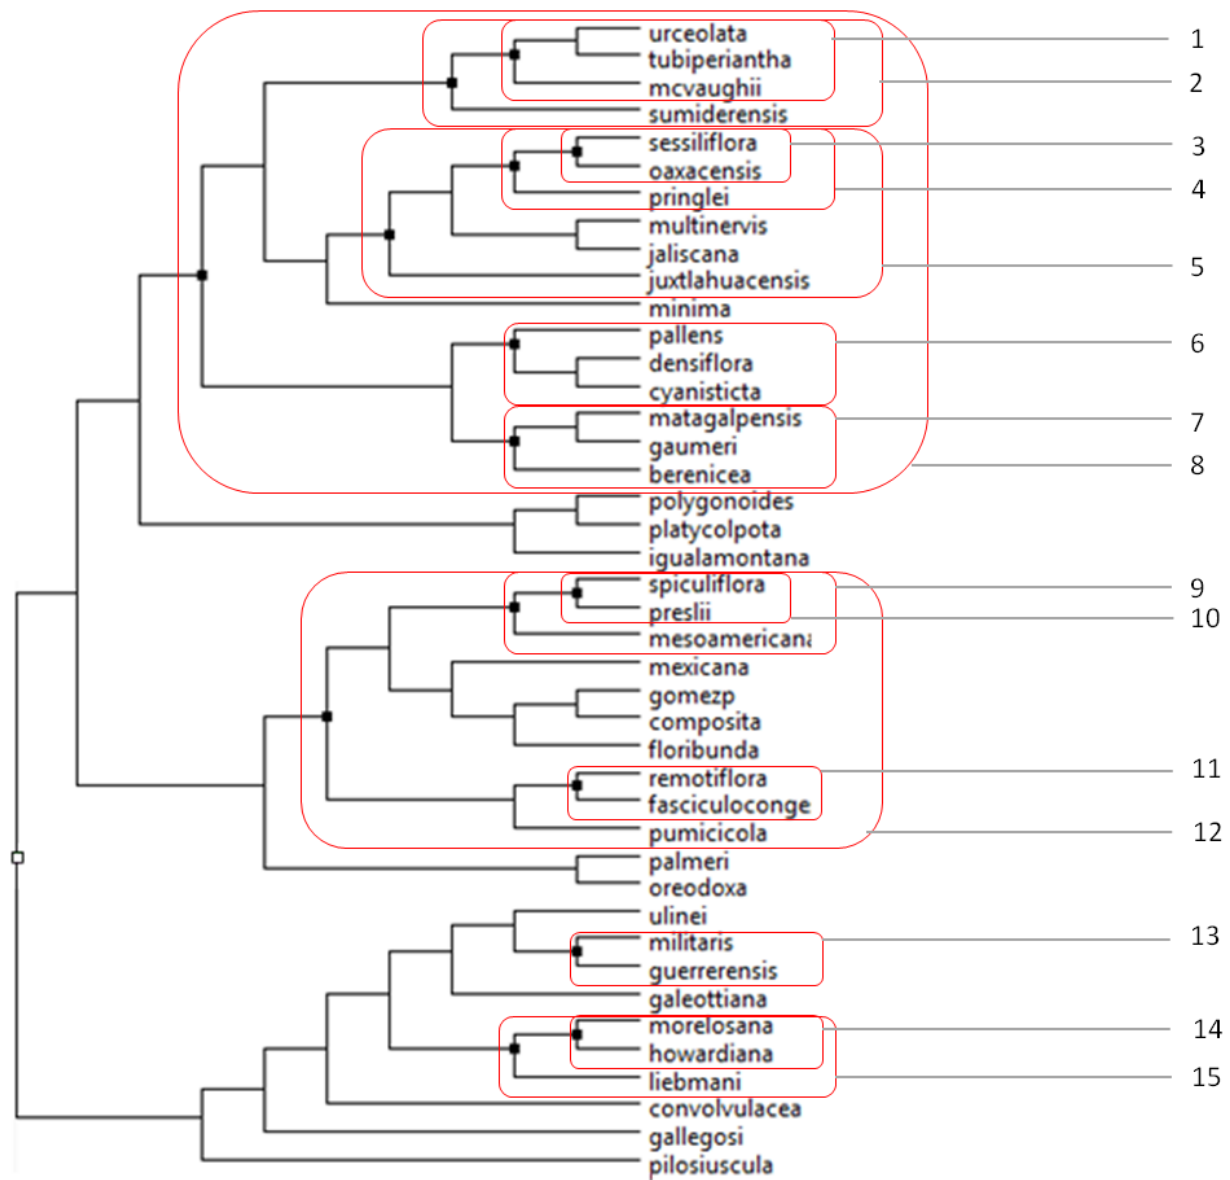 urceolata 1
tubiperiantha
mcvaughii 2
sumiderensis
sessiliflora 3
oaxacensis
pringlei 4
multinervis
jaliscana
juxtlahuacensis 5
minima
pallens 6
densiflora
cyanisticta
matagalpensis 7
gaumeri
berenicea 8
polygonoides
platycolpota
igualamontana
spiculiflora 9
preslii 10
mesoamericana
mexicana
gomezp
composita
floribunda
remotiflora 11
fasciculoconge
pumicicola 12
palmeri
oreodoxa
ulinei
militaris 13
guerrerensis
galeottiana
morelosana 14
howardiana
liebmani 15
convolvulacea
gallegosi
pilosiuscula